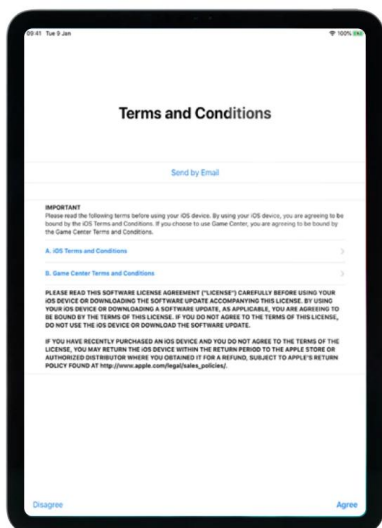 09:41 Tue 9 Jan
100%
Terms and Conditions
Send by Email
IMPORTANT
Please read the following terms before using your iOS device. By using your iOS device, you are agreeing to be
bound by the iOS Terms and Conditions. If you choose to use Game Center, you are agreeing to be bound by
the Game Center Terms and Conditions.
A. iOS Terms and Conditions
B. Game Center Terms and Conditions
PLEASE READ THIS SOFTWARE LICENSE AGREEMENT ("LICENSE") CAREFULLY BEFORE USING YOUR
iOS DEVICE OR DOWNLOADING THE SOFTWARE UPDATE ACCOMPANYING THIS LICENSE. BY USING
YOUR iOS DEVICE OR DOWNLOADING A SOFTWARE UPDATE, AS APPLICABLE, YOU ARE AGREEING TO
BE BOUND BY THE TERMS OF THIS LICENSE. IF YOU DO NOT AGREE TO THE TERMS OF THIS LICENSE,
DO NOT USE THE iOS DEVICE OR DOWNLOAD THE SOFTWARE UPDATE.
IF YOU HAVE RECENTLY PURCHASED AN iOS DEVICE AND YOU DO NOT AGREE TO THE TERMS OF THE
LICENSE, YOU MAY RETURN THE iOS DEVICE WITHIN THE RETURN PERIOD TO THE APPLE STORE OR
AUTHORIZED DISTRIBUTOR WHERE YOU OBTAINED IT FOR A REFUND, SUBJECT TO APPLE'S RETURN
POLICY FOUND AT http://www.apple.com/legal/sales_policies/.
Disagree
Agree